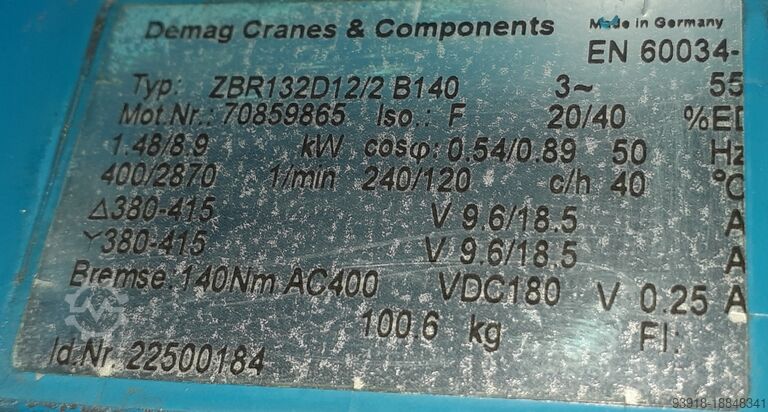 Demag Cranes & Components Made in Germany
EN 60034-
Typ: ZBR132D12/2 B140 3~ 55
Mot.Nr.: 70859865 Iso.: F 20/40 %ED
1.48/8.9 kW cosφ: 0.54/0.89 50 Hz
400/2870 1/min 240/120 c/h 40 °C
Δ380-415 V 9.6/18.5 A
Y380-415 V 9.6/18.5 A
Bremse: 140Nm AC400 VDC180 V 0.25 A
100.6 kg FI:
Id.Nr. 22500184
93918-18848341